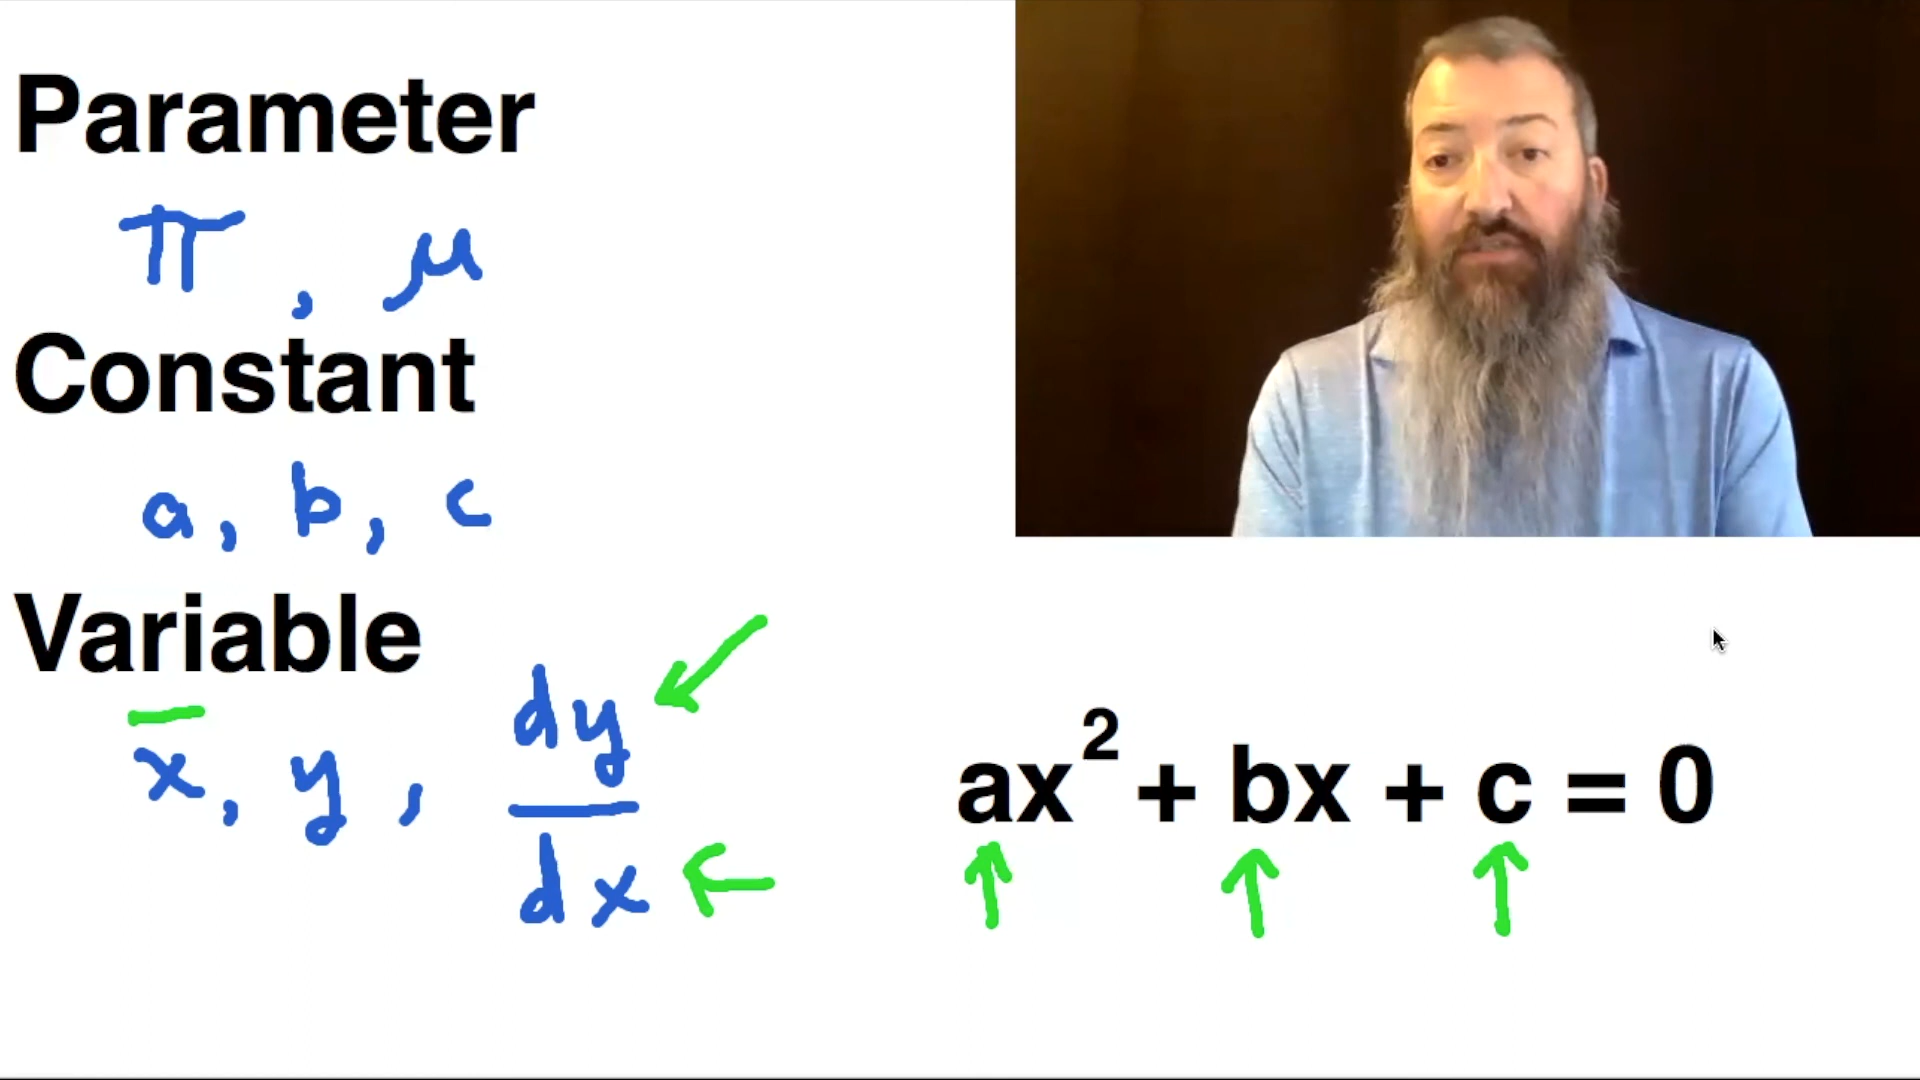 Parameter
π, μ
Constant
a, b, c
Variable
x, y, dy/dx
ax² + bx + c = 0